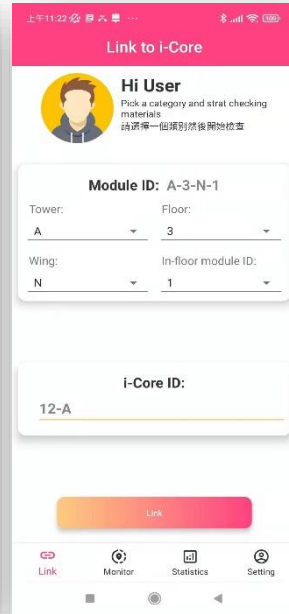 上午11:22
100
Link to i-Core
Hi User
Pick a category and strat checking
materials
請選擇一個類別然後開始檢查
Module ID: A-3-N-1
Tower: Floor:
A 3
Wing: In-floor module ID:
N 1
i-Core ID:
12-A
Link
Link Monitor Statistics Setting